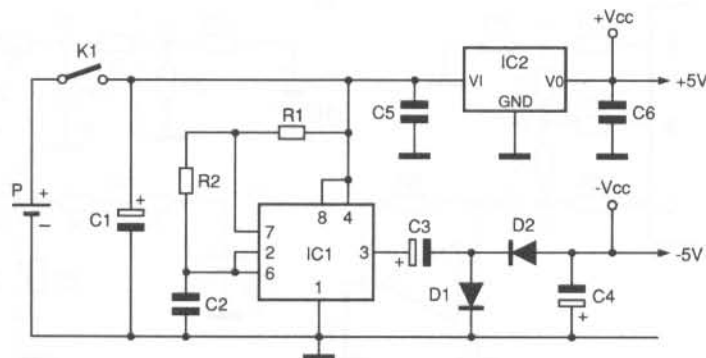 K1
+Vcc
IC2
VI
V0
GND
+5V
C5
C6
R1
R2
P
+
−
+
C1
8
4
7
2
6
IC1
3
1
C2
C3
+
D2
D1
-Vcc
-5V
C4
+